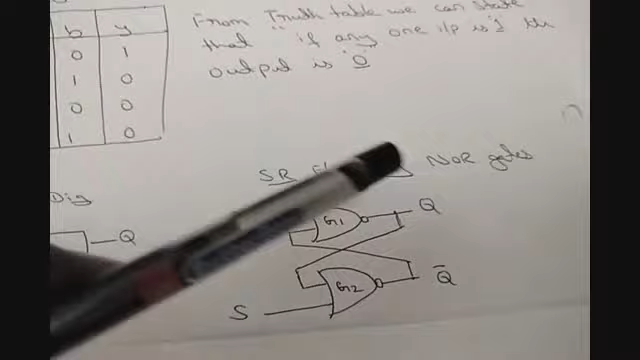 b y
0 1
1 0
0 0
1 0
From Truth table we can state
that "if any one i/p is 1 the
output is '0'
SR NOR gates
Dig
Q
G1 Q
G2 Q̅
S